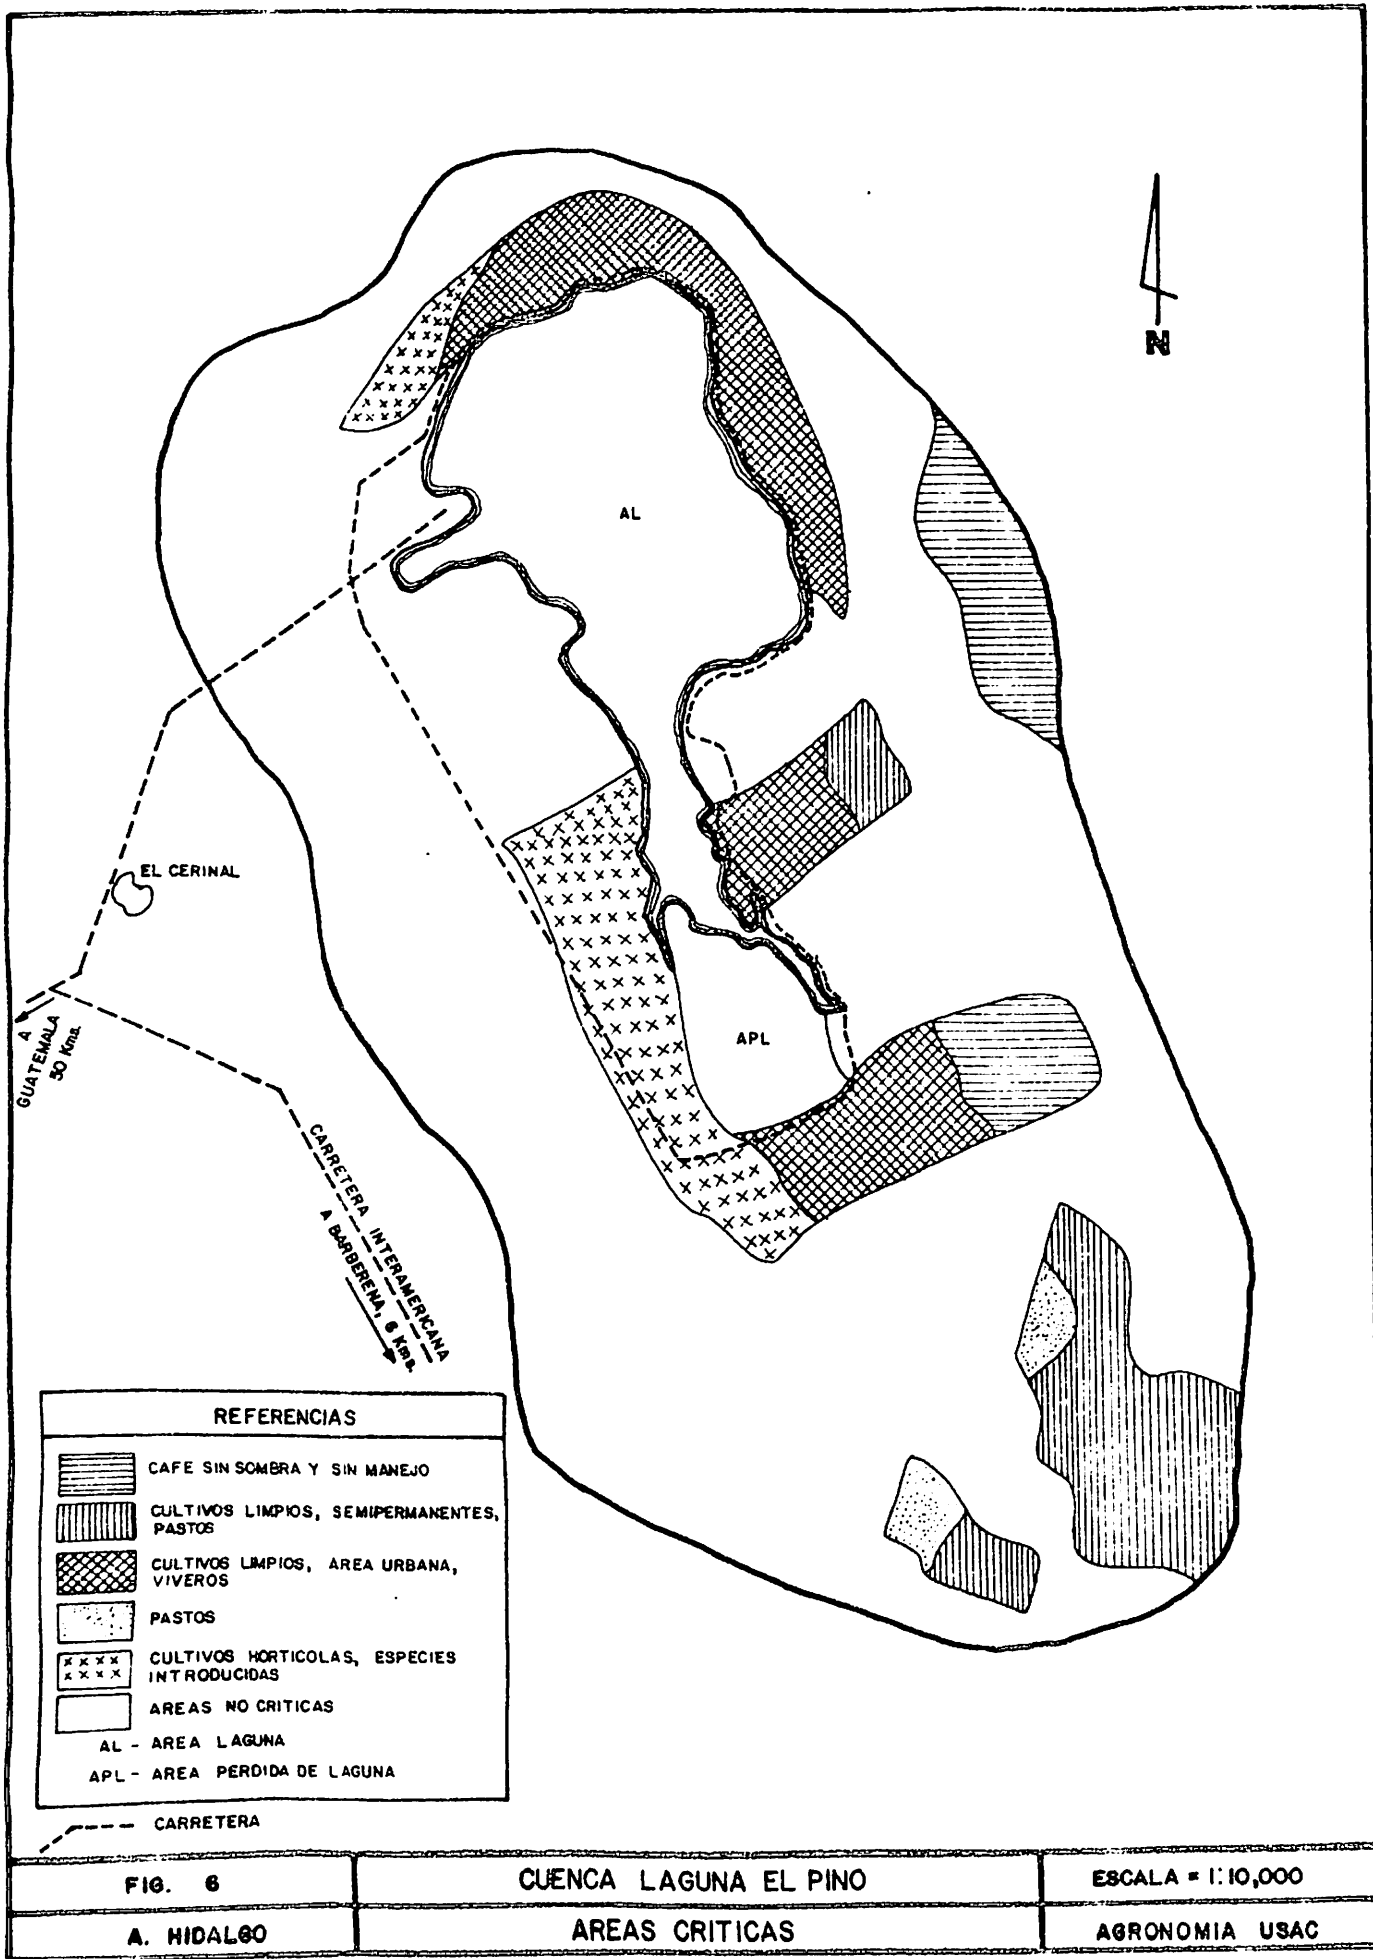 N
AL
EL CERINAL
A
GUATEMALA
50 Kms.
APL
CARRETERA INTERAMERICANA
A BARBERENA, 6 Kms.
REFERENCIAS
CAFE SIN SOMBRA Y SIN MANEJO
CULTIVOS LIMPIOS, SEMIPERMANENTES,
PASTOS
CULTIVOS LIMPIOS, AREA URBANA,
VIVEROS
PASTOS
CULTIVOS HORTICOLAS, ESPECIES
INTRODUCIDAS
AREAS NO CRITICAS
AL - AREA LAGUNA
APL - AREA PERDIDA DE LAGUNA
CARRETERA
FIG. 6
CUENCA LAGUNA EL PINO
ESCALA = 1:10,000
A. HIDALGO
AREAS CRITICAS
AGRONOMIA USAC